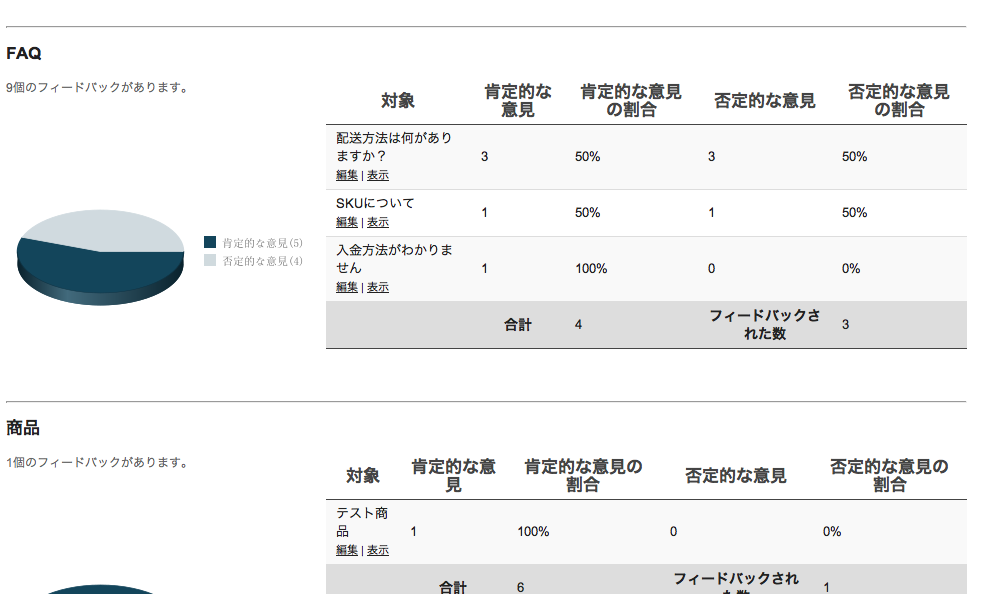 FAQ
9個のフィードバックがあります。
対象 肯定的な意見 肯定的な意見の割合 否定的な意見 否定的な意見の割合
配送方法は何がありますか？ 3 50% 3 50%
編集 | 表示
SKUについて 1 50% 1 50%
編集 | 表示
入金方法がわかりません 1 100% 0 0%
編集 | 表示
合計 4 フィードバックされた数 3
肯定的な意見(5)
否定的な意見(4)
商品
1個のフィードバックがあります。
対象 肯定的な意見 肯定的な意見の割合 否定的な意見 否定的な意見の割合
テスト商品 1 100% 0 0%
編集 | 表示
合計 6 フィードバックされた数 1